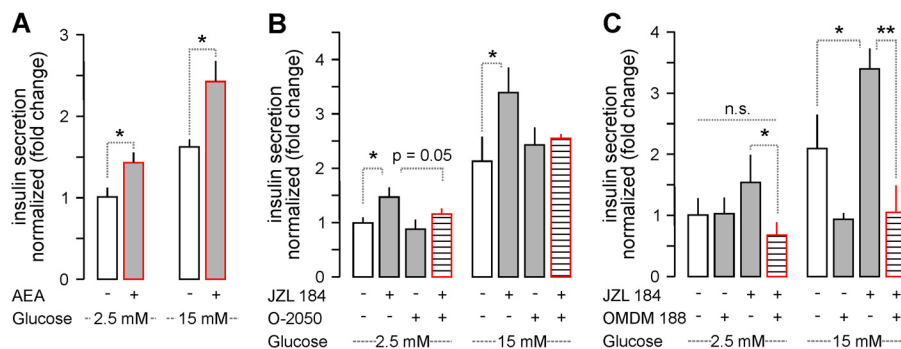 A
insulin secretion
normalized (fold change)
3
2
1
0
*
*
AEA - + - +
Glucose 2.5 mM 15 mM
B
insulin secretion
normalized (fold change)
4
3
2
1
0
*
p = 0.05
*
JZL 184 - + - + - + - +
O-2050 - - + + - - + +
Glucose 2.5 mM 15 mM
C
insulin secretion
normalized (fold change)
4
3
2
1
0
n.s.
*
*
**
JZL 184 - - + + - - + +
OMDM 188 - + - + - + - +
Glucose 2.5 mM 15 mM